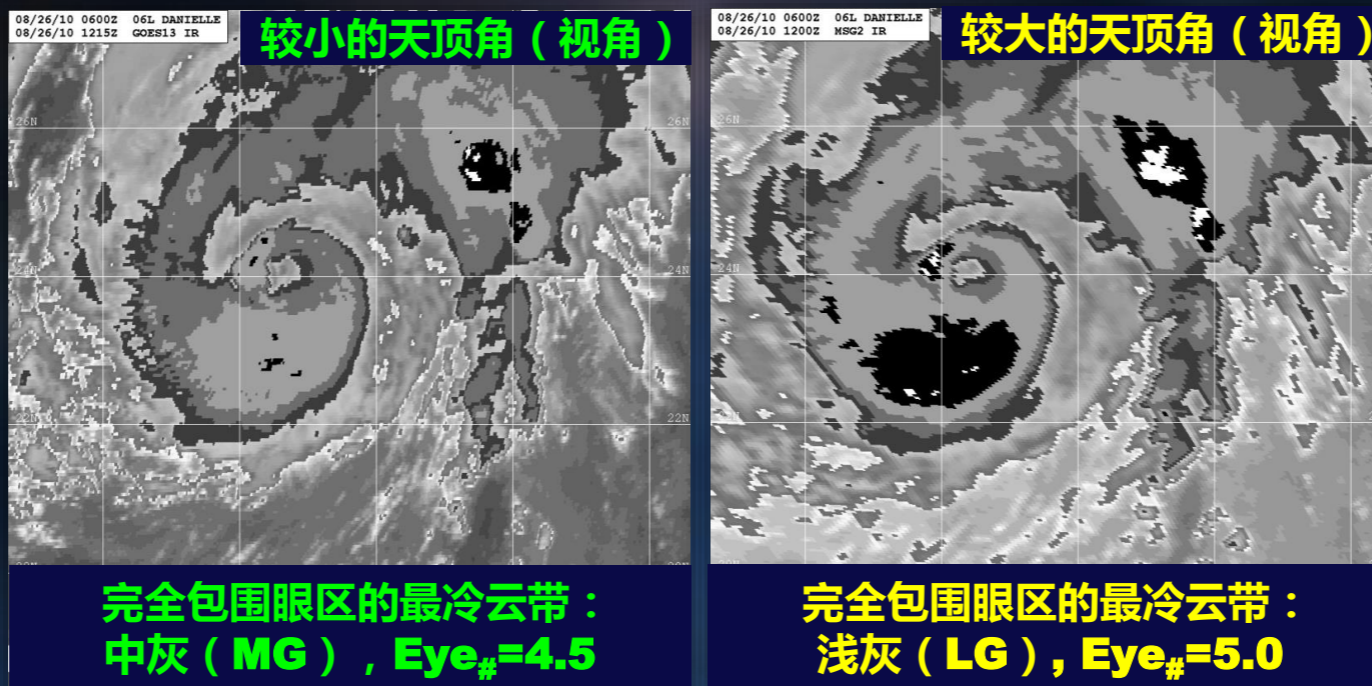 08/26/10 0600Z 06L DANIELLE
08/26/10 1215Z GOES13 IR
较小的天顶角（视角）
26N
26N
24N
24N
22N
22N
完全包围眼区的最冷云带：
中灰（MG）, Eye#=4.5
08/26/10 0600Z 06L DANIELLE
08/26/10 1200Z MSG2 IR
较大的天顶角（视角）
26N
26N
24N
24N
22N
完全包围眼区的最冷云带：
浅灰（LG）, Eye#=5.0